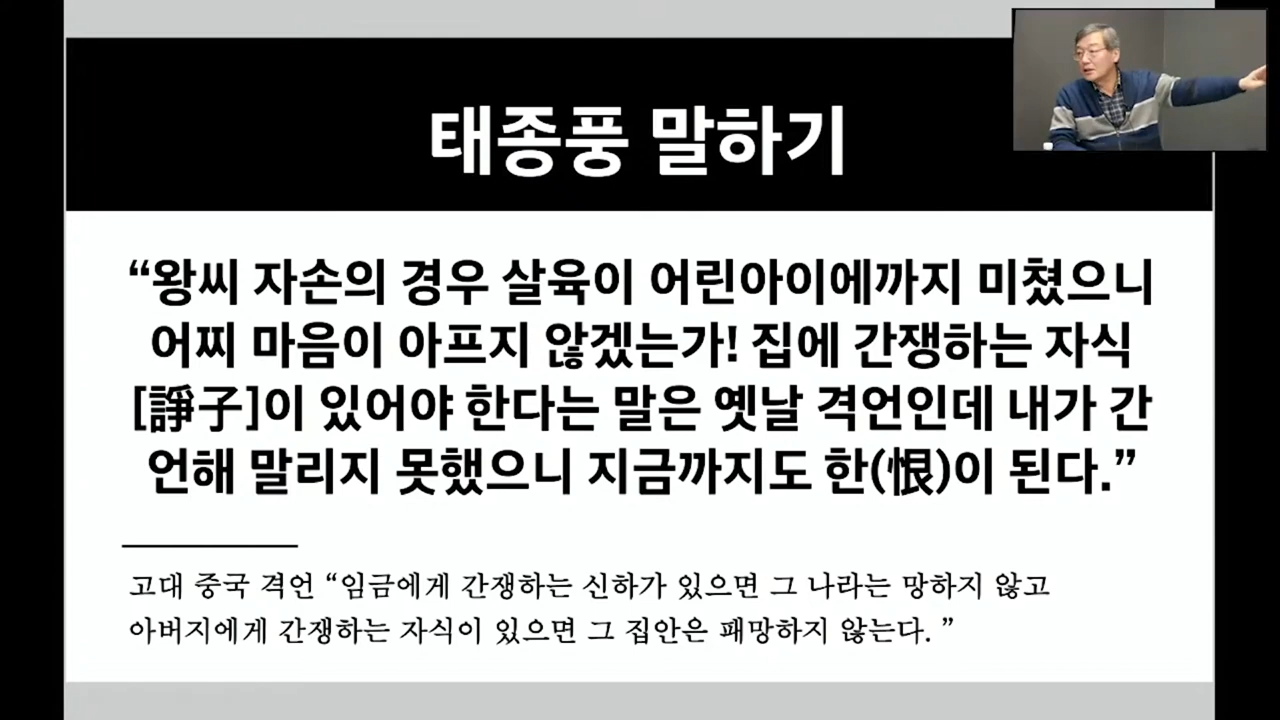 태종풍 말하기
“왕씨 자손의 경우 살육이 어린아이에까지 미쳤으니
어찌 마음이 아프지 않겠는가! 집에 간쟁하는 자식
[諍子]이 있어야 한다는 말은 옛날 격언인데 내가 간
언해 말리지 못했으니 지금까지도 한(恨)이 된다.”
고대 중국 격언 “임금에게 간쟁하는 신하가 있으면 그 나라는 망하지 않고
아버지에게 간쟁하는 자식이 있으면 그 집안은 패망하지 않는다. ”